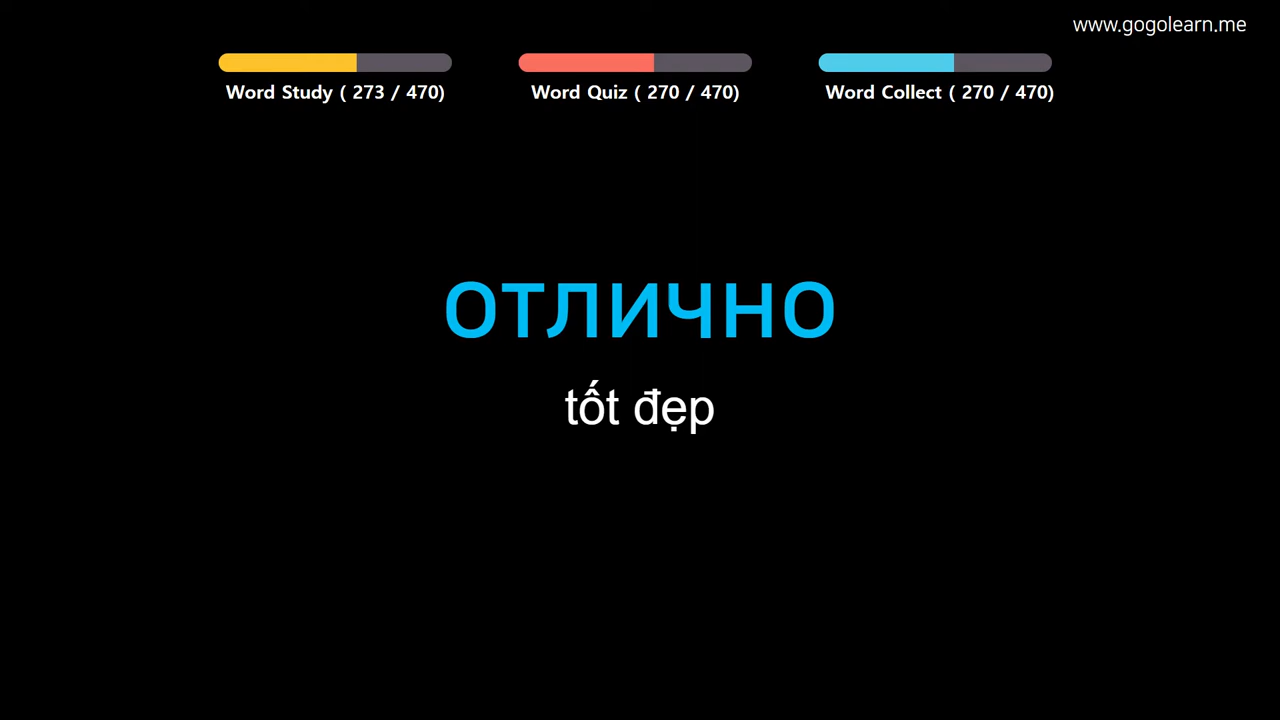 www.gogolearn.me
Word Study ( 273 / 470)
Word Quiz ( 270 / 470)
Word Collect ( 270 / 470)
отлично
tốt đẹp